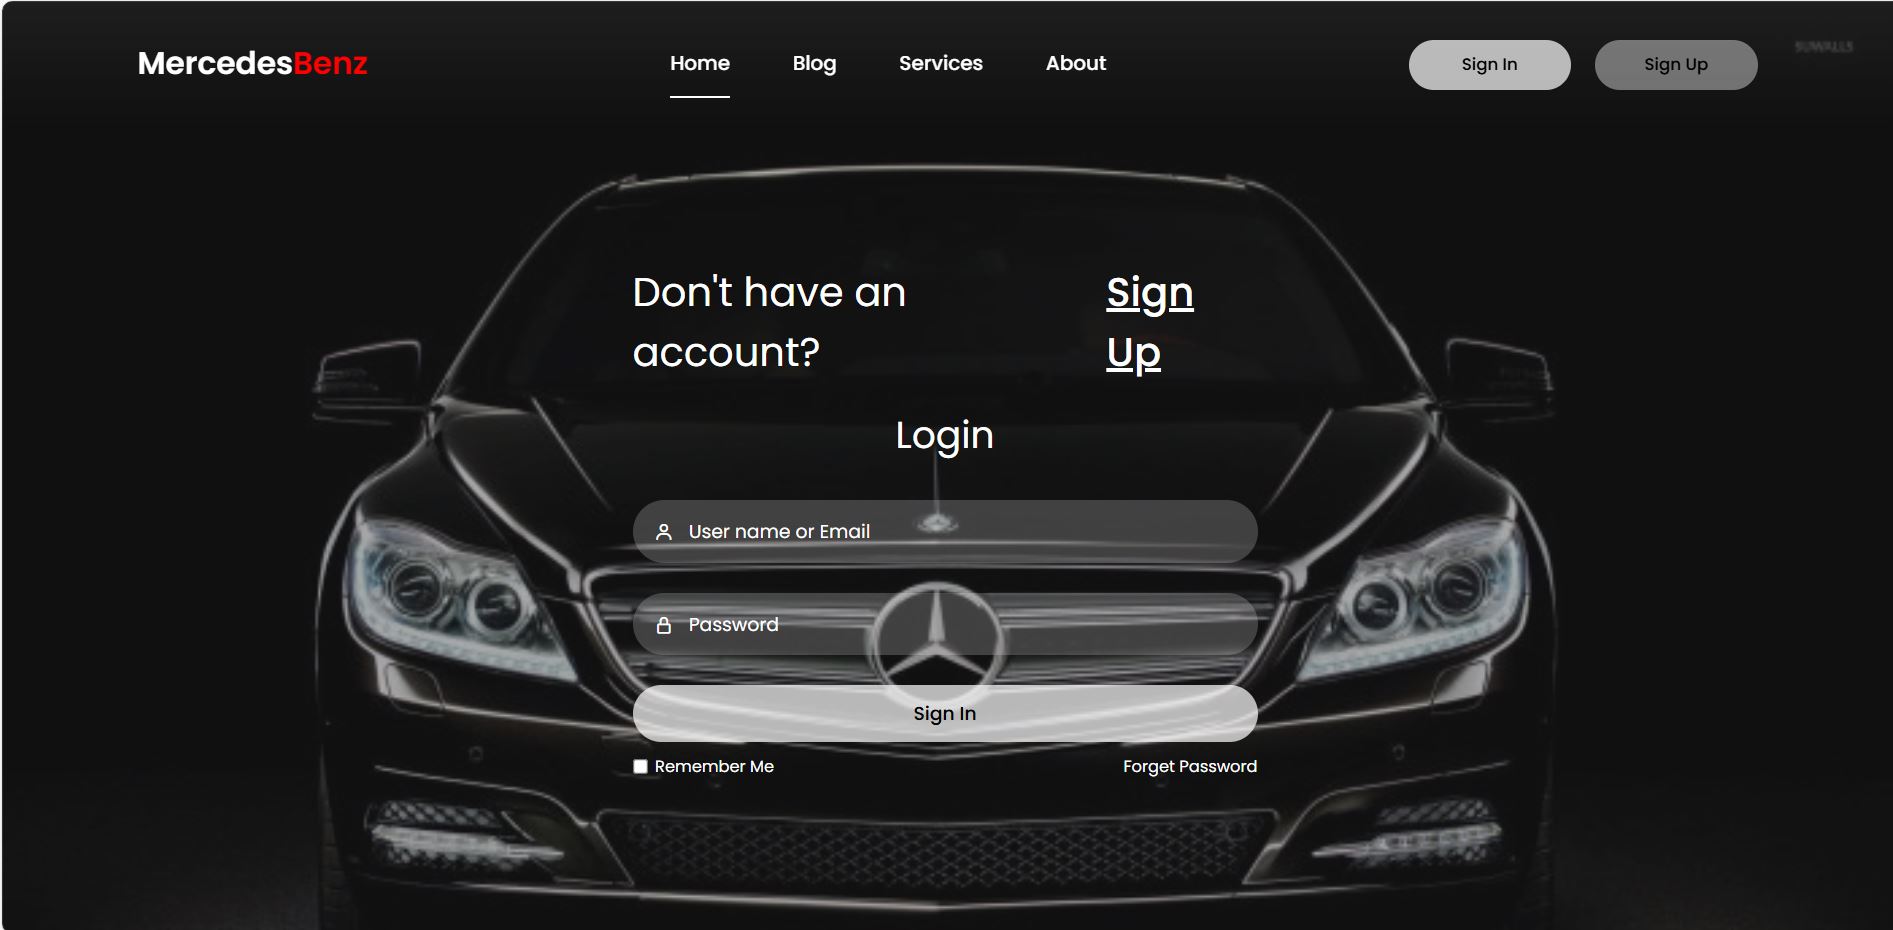 MercedesBenz
Home Blog Services About
Sign In Sign Up
SUWALLS
Don't have an Sign
account? Up
Login
User name or Email
Password
Sign In
Remember Me Forget Password